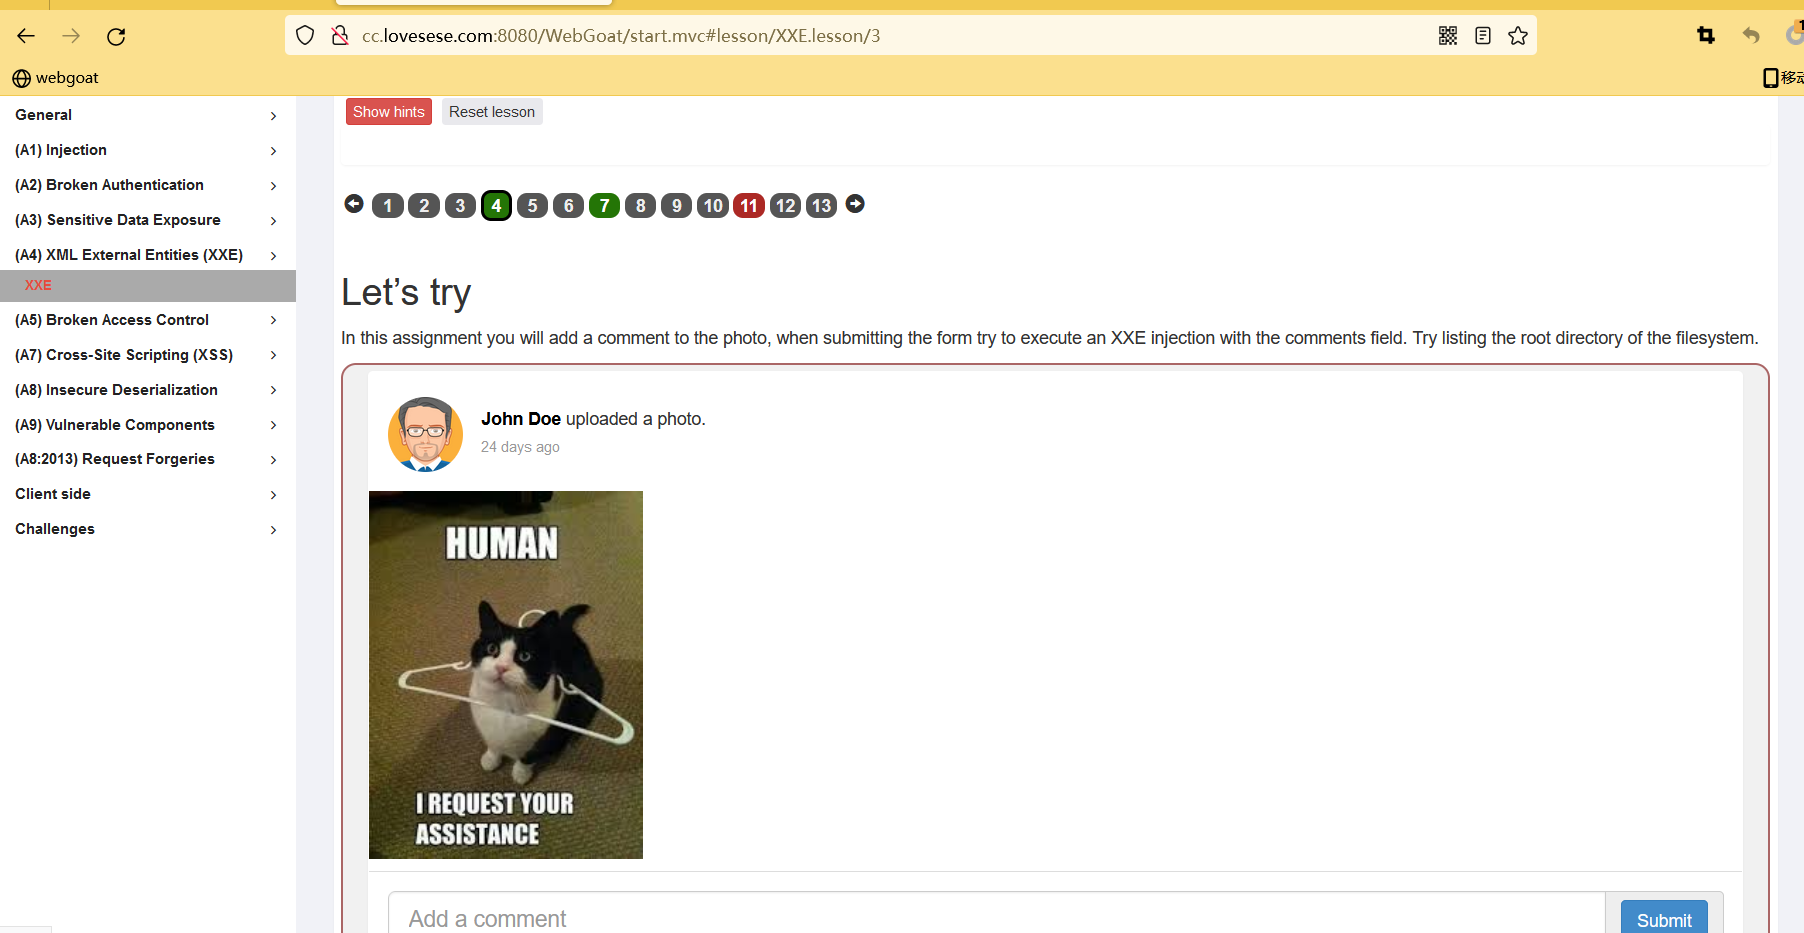 cc.lovesese.com:8080/WebGoat/start.mvc#lesson/XXE.lesson/3
webgoat
移动
General
(A1) Injection
(A2) Broken Authentication
(A3) Sensitive Data Exposure
(A4) XML External Entities (XXE)
XXE
(A5) Broken Access Control
(A7) Cross-Site Scripting (XSS)
(A8) Insecure Deserialization
(A9) Vulnerable Components
(A8:2013) Request Forgeries
Client side
Challenges
Show hints Reset lesson
1 2 3 4 5 6 7 8 9 10 11 12 13
Let’s try
In this assignment you will add a comment to the photo, when submitting the form try to execute an XXE injection with the comments field. Try listing the root directory of the filesystem.
John Doe uploaded a photo.
24 days ago
HUMAN
I REQUEST YOUR
ASSISTANCE
Add a comment
Submit